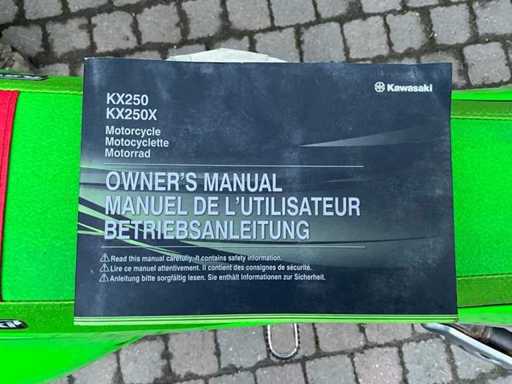 Kawasaki
KX250
KX250X
Motorcycle
Motocyclette
Motorrad
OWNER'S MANUAL
MANUEL DE L'UTILISATEUR
BETRIEBSANLEITUNG
Read this manual carefully. It contains safety information.
Lire ce manuel attentivement. Il contient des consignes de sécurité.
Anleitung bitte sorgfältig lesen. Sie enthält Informationen zur Sicherheit.